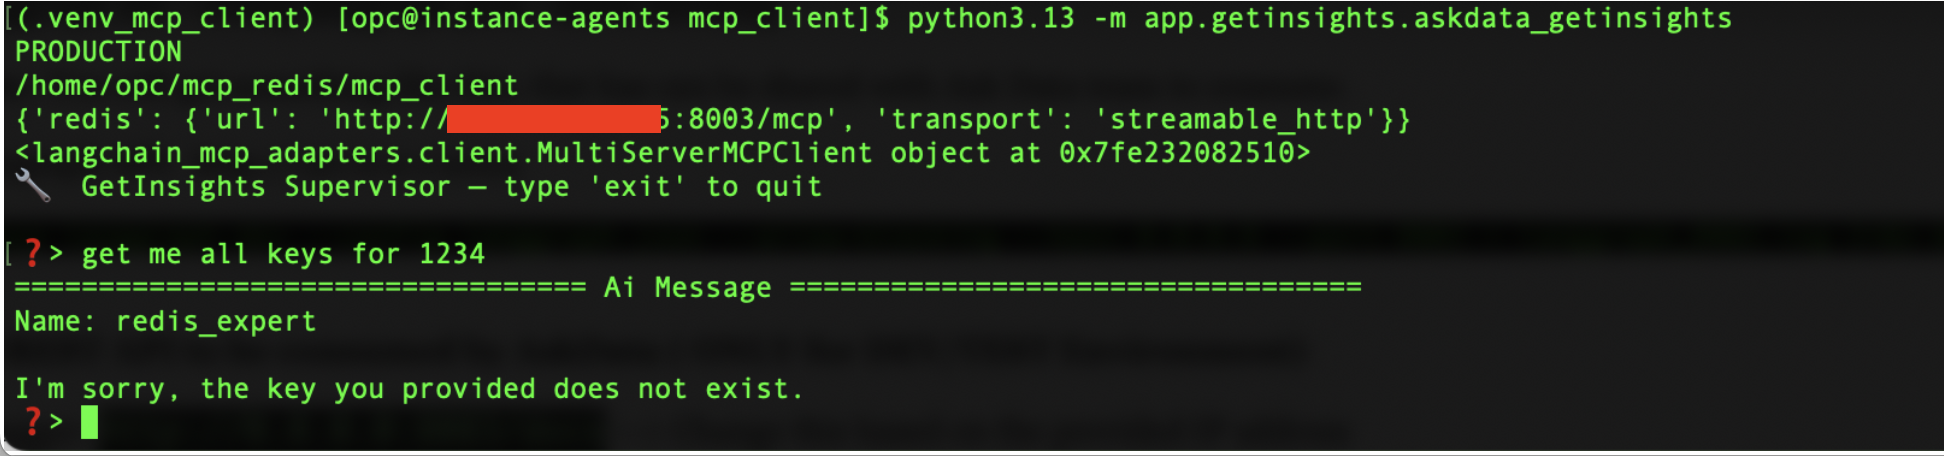 [(.venv_mcp_client) [opc@instance-agents mcp_client]$ python3.13 -m app.getinsights.askdata_getinsights
PRODUCTION
/home/opc/mcp_redis/mcp_client
{'redis': {'url': 'http://5:8003/mcp', 'transport': 'streamable_http'}}
<langchain_mcp_adapters.client.MultiServerMCPClient object at 0x7fe232082510>
🔧 GetInsights Supervisor — type 'exit' to quit
[ ❓> get me all keys for 1234
================================== Ai Message ==================================
Name: redis_expert
I'm sorry, the key you provided does not exist.
❓>